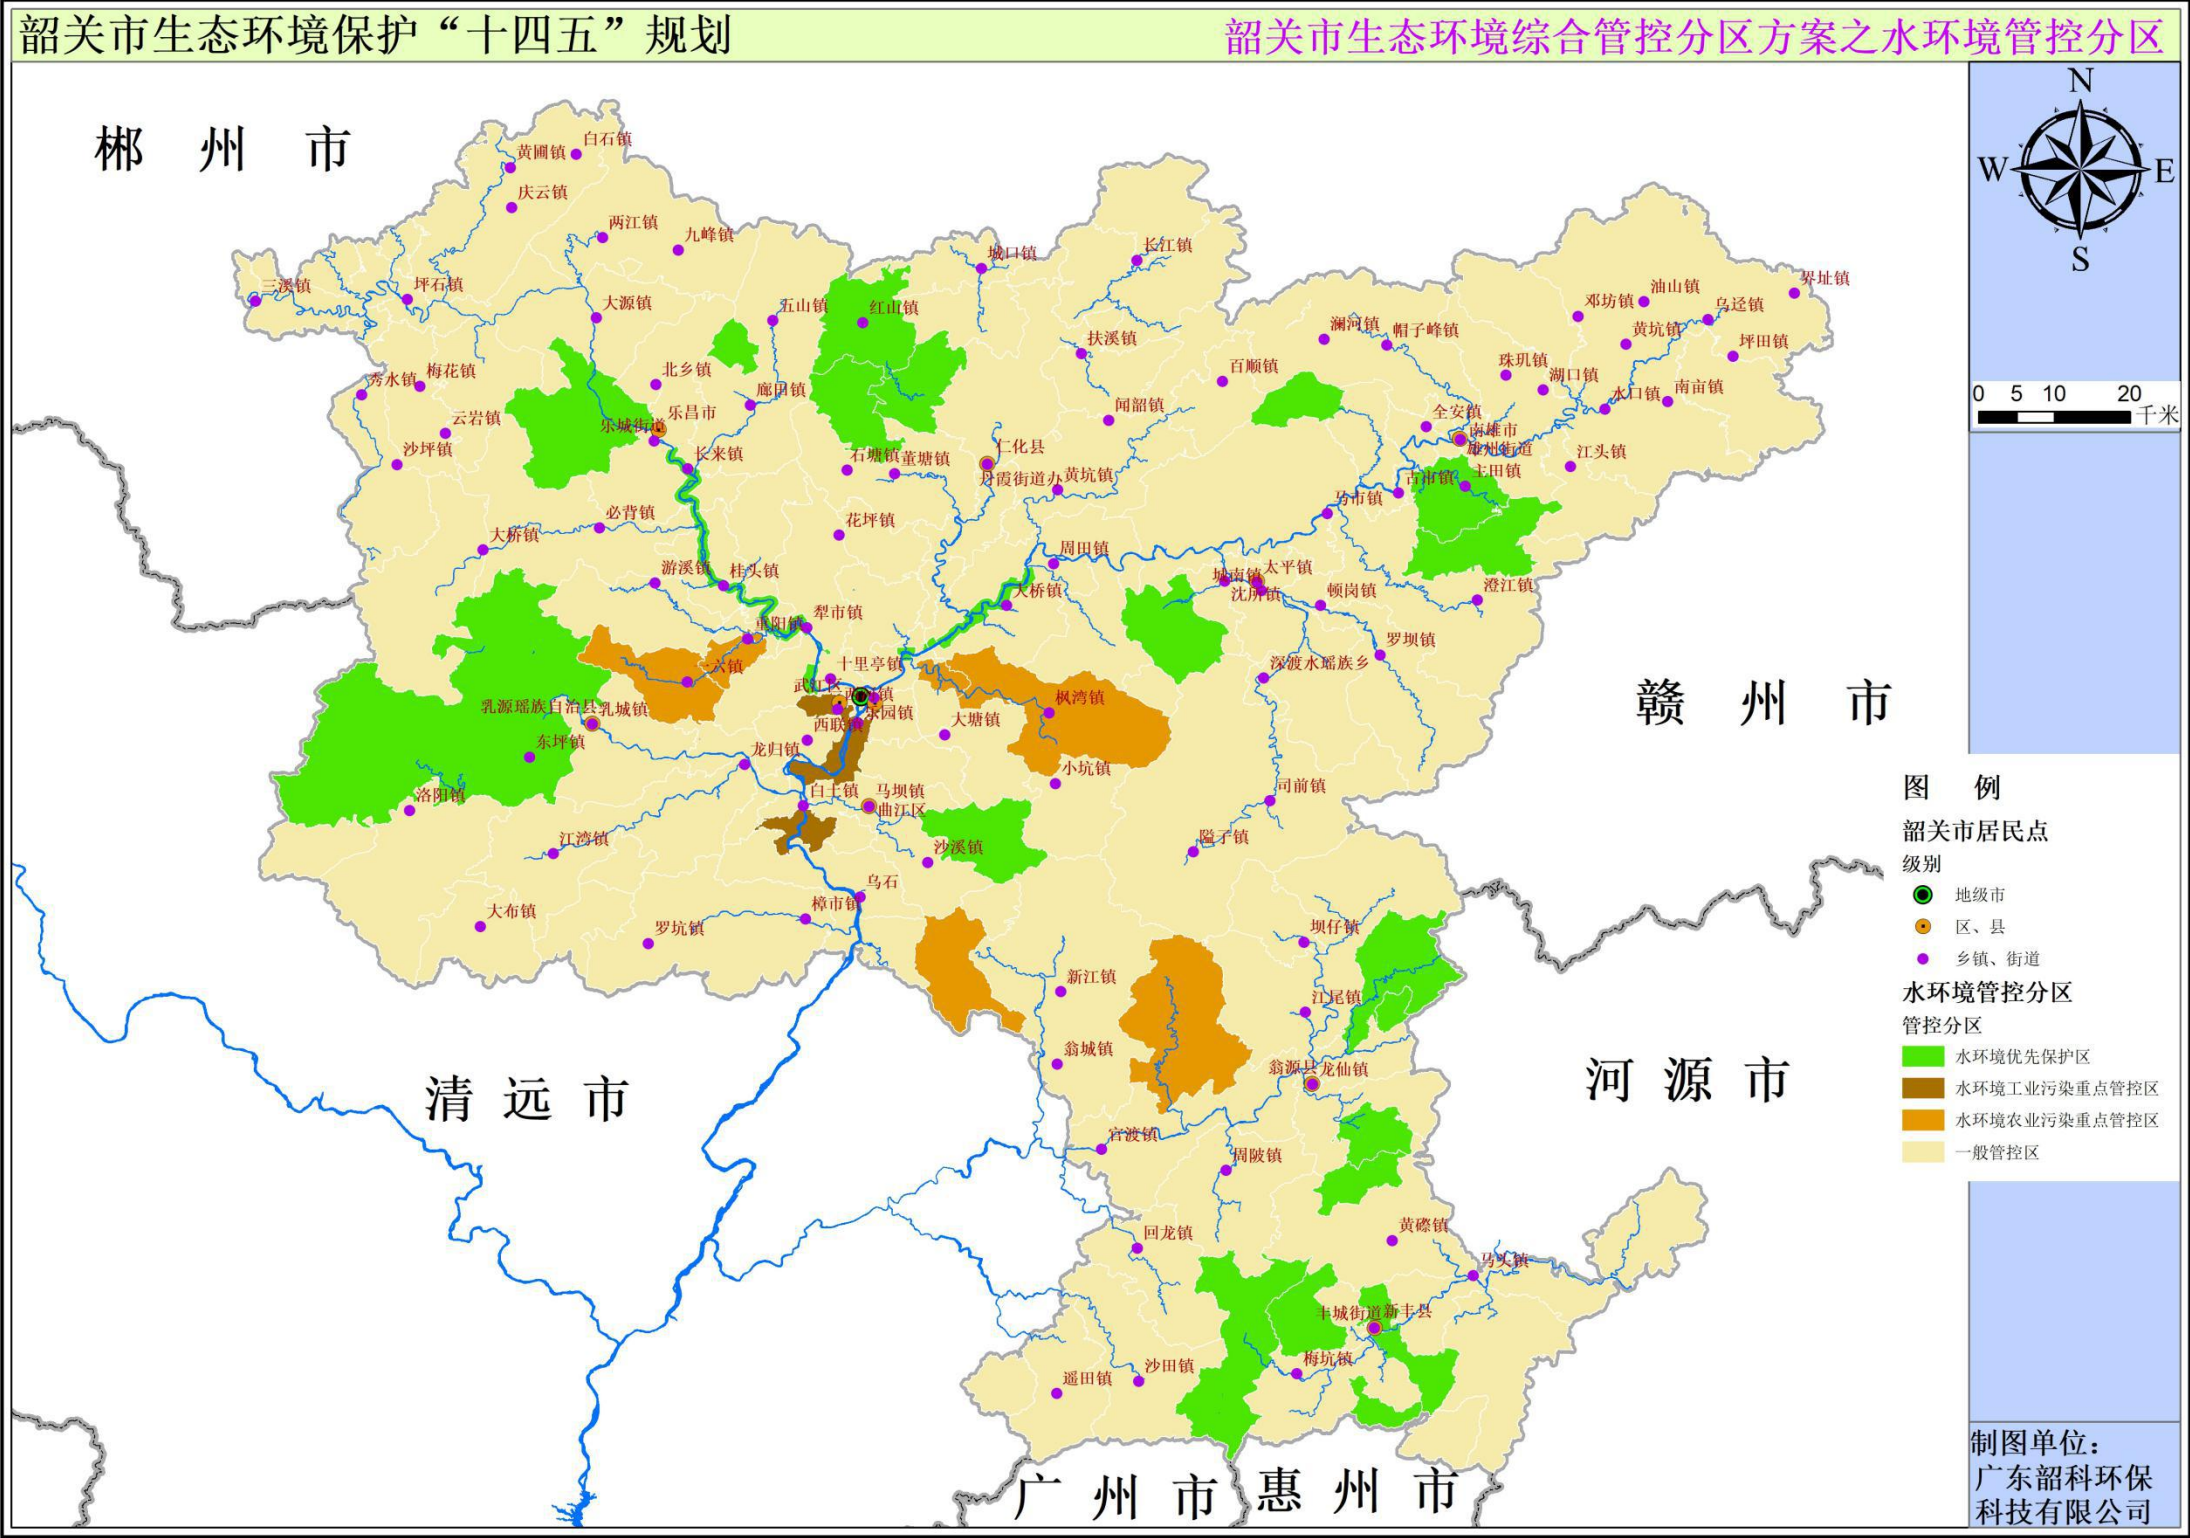 韶关市生态环境保护“十四五”规划
韶关市生态环境综合管控分区方案之水环境管控分区
郴 州 市
N
W
E
S
0 5 10 20
千米
白石镇
黄圃镇
庆云镇
两江镇
九峰镇
城口镇
长江镇
三溪镇
坪石镇
大源镇
五山镇
红山镇
界址镇
油山镇
邓坊镇
乌迳镇
澜河镇
帽子峰镇
黄坑镇
坪田镇
扶溪镇
百顺镇
珠玑镇
湖口镇
秀水镇
梅花镇
北乡镇
廊田镇
水口镇
南亩镇
闻韶镇
云岩镇
乐昌市
乐城街道
全安镇
南雄市
雄州街道
沙坪镇
长来镇
石塘镇
董塘镇
仁化县
丹霞街道办
黄坑镇
古市镇
主田镇
江头镇
马市镇
必背镇
花坪镇
大桥镇
周田镇
游溪镇
桂头镇
大桥镇
城南镇
太平镇
沈所镇
顿岗镇
澄江镇
犁市镇
重阳镇
罗坝镇
一六镇
十里亭镇
深渡水瑶族乡
武江区
乐园镇
枫湾镇
乳源瑶族自治县
乳城镇
西联镇
大塘镇
赣 州 市
东坪镇
龙归镇
小坑镇
洛阳镇
白土镇
马坝镇
曲江区
司前镇
江湾镇
沙溪镇
隘子镇
乌石
大布镇
樟市镇
罗坑镇
坝仔镇
新江镇
江尾镇
翁城镇
翁源县
龙仙镇
清 远 市
河 源 市
官渡镇
周陂镇
回龙镇
黄磜镇
马头镇
丰城街道
新丰县
梅坑镇
沙田镇
遥田镇
广 州 市
惠 州 市
图 例
韶关市居民点
级别
地级市
区、县
乡镇、街道
水环境管控分区
管控分区
水环境优先保护区
水环境工业污染重点管控区
水环境农业污染重点管控区
一般管控区
制图单位：
广东韶科环保
科技有限公司